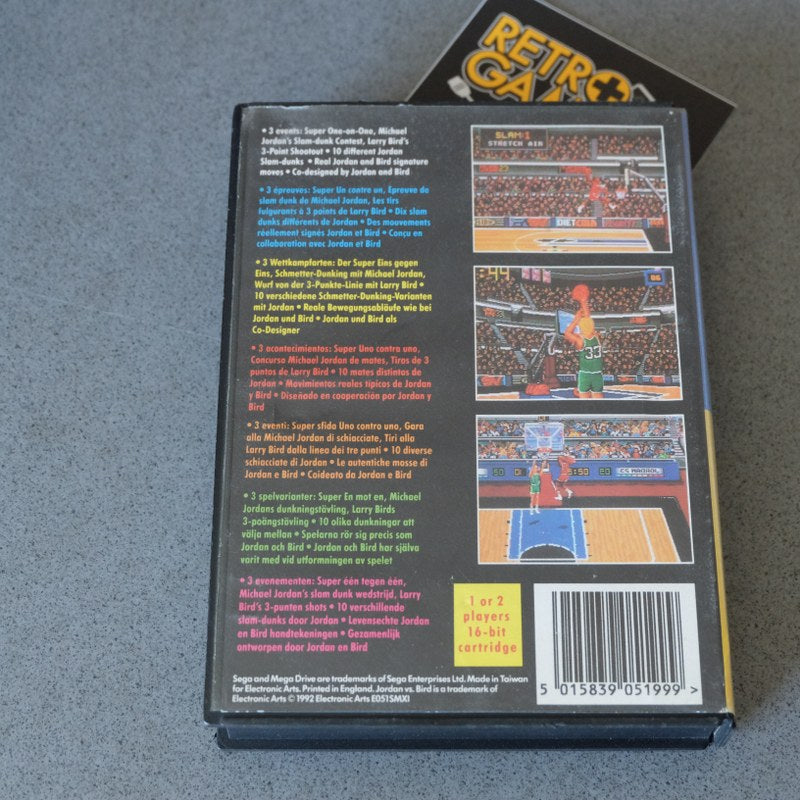 RETRO
GAM
• 3 events: Super One-on-One, Michael
Jordan's Slam-dunk Contest, Larry Bird's
3-Point Shootout • 10 different Jordan
Slam-dunks • Real Jordan and Bird signature
moves • Co-designed by Jordan and Bird
• 3 épreuves: Super Un contre un, Epreuve de
slam dunk de Michael Jordan, Les tirs
fulgurants à 3 points de Larry Bird • Dix slam
dunks différents de Jordan • Des mouvements
réellement signés Jordan et Bird • Conçu en
collaboration avec Jordan et Bird
• 3 Wettkampfarten: Der Super Eins gegen
Eins, Schmetter-Dunking mit Michael Jordan,
Wurf von der 3-Punkte-Linie mit Larry Bird •
10 verschiedene Schmetter-Dunking-Varianten
mit Jordan • Reale Bewegungsabläufe wie bei
Jordan und Bird • Jordan und Bird als
Co-Designer
• 3 acontecimientos: Super Uno contra uno,
Concurso Michael Jordan de mates, Tiros de 3
puntos de Larry Bird • 10 mates distintos de
Jordan • Movimientos reales típicos de Jordan
y Bird • Diseñado en cooperación por Jordan y
Bird
• 3 eventi: Super sfida Uno contro uno, Gara
alla Michael Jordan di schiacciate, Tiri alla
Larry Bird dalla linea dei tre punti • 10 diverse
schiacciate di Jordan • Le autentiche mosse di
Jordan e Bird • Coideato da Jordan e Bird
• 3 spelvarianter: Super En mot en, Michael
Jordans dunkningstävling, Larry Birds
3-poängstävling • 10 olika dunkningar att
välja mellan • Spelarna rör sig precis som
Jordan och Bird • Jordan och Bird har själva
varit med vid utformningen av spelet
• 3 evenementen: Super één tegen één,
Michael Jordan's slam dunk wedstrijd, Larry
Bird's 3-punten shots • 10 verschillende
slam-dunks door Jordan • Levensechte Jordan
en Bird handtekeningen • Gezamenlijk
ontworpen door Jordan en Bird
SLAM:1
STRETCH AIR
DIET COKE
:44
06
33
50
:50
20
1 or 2
players
16-bit
cartridge
5 015839 051999 >
Sega and Mega Drive are trademarks of Sega Enterprises Ltd. Made in Taiwan
for Electronic Arts. Printed in England. Jordan vs. Bird is a trademark of
Electronic Arts © 1992 Electronic Arts E051SMXI